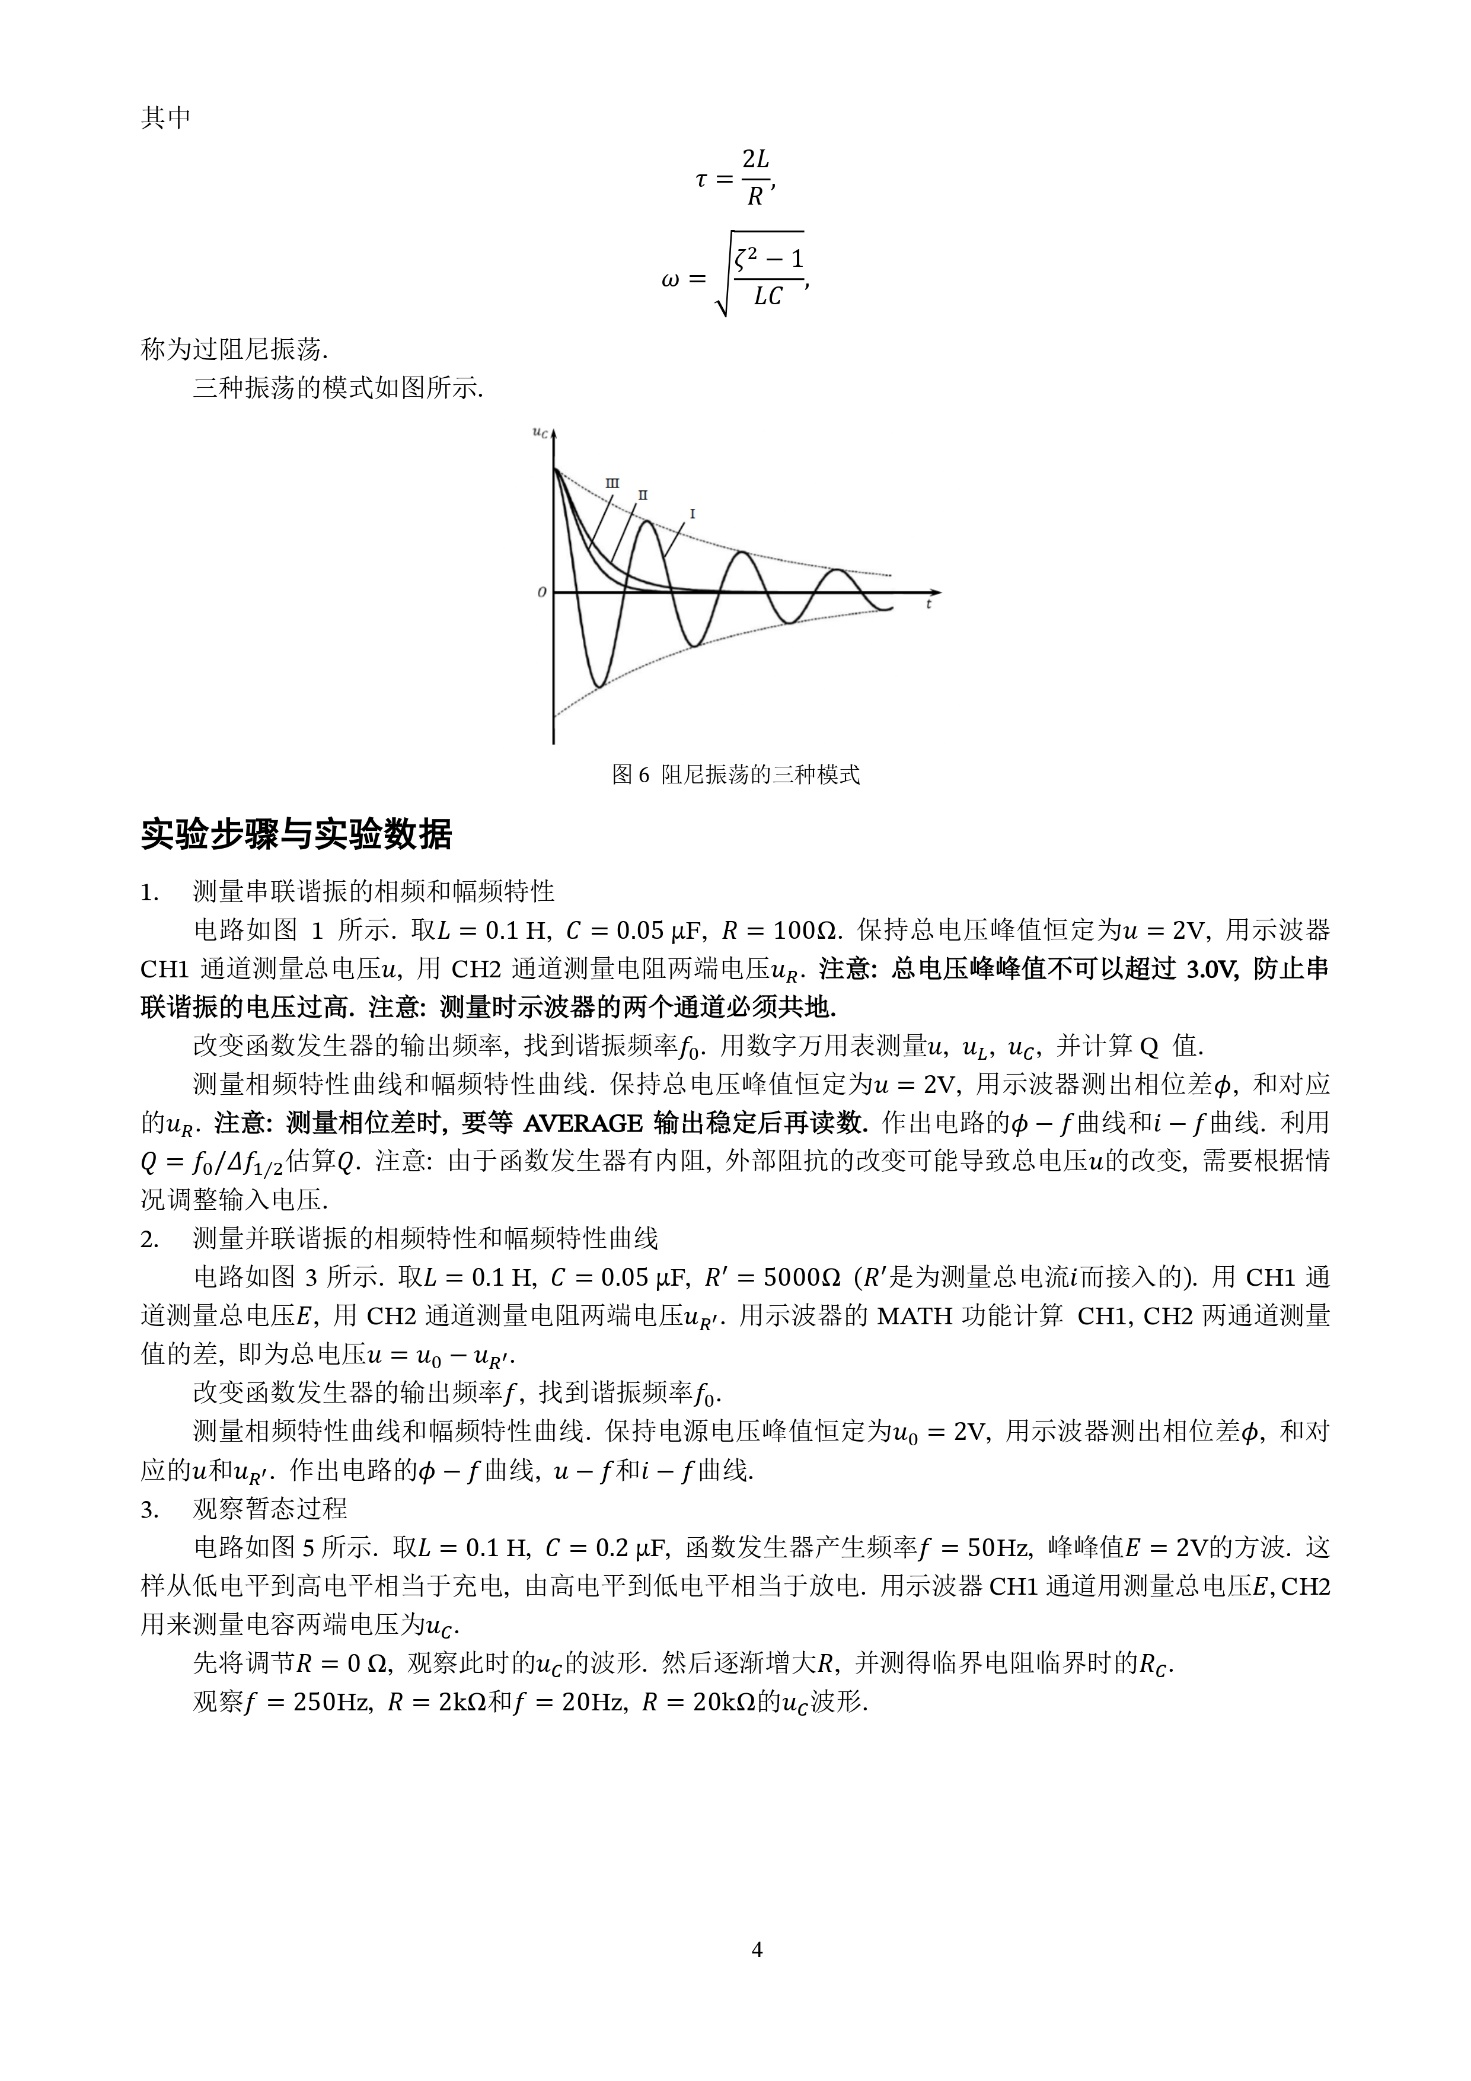 其中
τ = 2L/R,
ω = √((ζ² − 1)/(LC)),
称为过阻尼振荡.
三种振荡的模式如图所示.
u_C
III
II
I
O
t
图 6 阻尼振荡的三种模式
实验步骤与实验数据
1. 测量串联谐振的相频和幅频特性
电路如图 1 所示. 取L = 0.1 H, C = 0.05 μF, R = 100Ω. 保持总电压峰值恒定为u = 2V, 用示波器
CH1 通道测量总电压u, 用 CH2 通道测量电阻两端电压u_R. 注意: 总电压峰峰值不可以超过 3.0V, 防止串
联谐振的电压过高. 注意: 测量时示波器的两个通道必须共地.
改变函数发生器的输出频率, 找到谐振频率f₀. 用数字万用表测量u, u_L, u_C, 并计算 Q 值.
测量相频特性曲线和幅频特性曲线. 保持总电压峰值恒定为u = 2V, 用示波器测出相位差ϕ, 和对应
的u_R. 注意: 测量相位差时, 要等 AVERAGE 输出稳定后再读数. 作出电路的ϕ − f曲线和i − f曲线. 利用
Q = f₀/Δf_{1/2}估算Q. 注意: 由于函数发生器有内阻, 外部阻抗的改变可能导致总电压u的改变, 需要根据情
况调整输入电压.
2. 测量并联谐振的相频特性和幅频特性曲线
电路如图 3 所示. 取L = 0.1 H, C = 0.05 μF, R′ = 5000Ω (R′是为测量总电流i而接入的). 用 CH1 通
道测量总电压E, 用 CH2 通道测量电阻两端电压u_{R′}. 用示波器的 MATH 功能计算 CH1, CH2 两通道测量
值的差, 即为总电压u = u₀ − u_{R′}.
改变函数发生器的输出频率f, 找到谐振频率f₀.
测量相频特性曲线和幅频特性曲线. 保持电源电压峰值恒定为u₀ = 2V, 用示波器测出相位差ϕ, 和对
应的u和u_{R′}. 作出电路的ϕ − f曲线, u − f和i − f曲线.
3. 观察暂态过程
电路如图 5 所示. 取L = 0.1 H, C = 0.2 μF, 函数发生器产生频率f = 50Hz, 峰峰值E = 2V的方波. 这
样从低电平到高电平相当于充电, 由高电平到低电平相当于放电. 用示波器 CH1 通道用测量总电压E, CH2
用来测量电容两端电压为u_C.
先将调节R = 0 Ω, 观察此时的u_C的波形. 然后逐渐增大R, 并测得临界电阻临界时的R_C.
观察f = 250Hz, R = 2kΩ和f = 20Hz, R = 20kΩ的u_C波形.
4